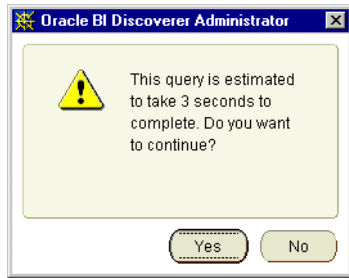 Oracle BI Discoverer Administrator
This query is estimated
to take 3 seconds to
complete. Do you want
to continue?
Yes No